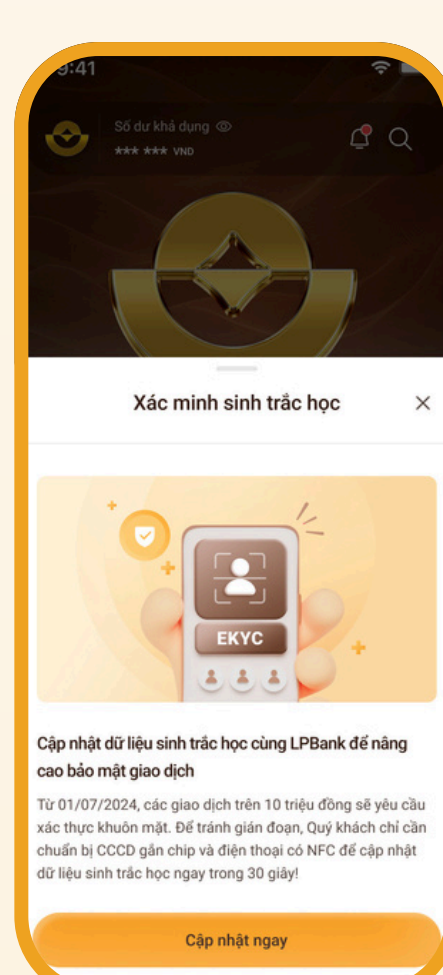 9:41
Số dư khả dụng
*** *** VND
Xác minh sinh trắc học
EKYC
Cập nhật dữ liệu sinh trắc học cùng LPBank để nâng
cao bảo mật giao dịch
Từ 01/07/2024, các giao dịch trên 10 triệu đồng sẽ yêu cầu
xác thực khuôn mặt. Để tránh gián đoạn, Quý khách chỉ cần
chuẩn bị CCCD gắn chip và điện thoại có NFC để cập nhật
dữ liệu sinh trắc học ngay trong 30 giây!
Cập nhật ngay